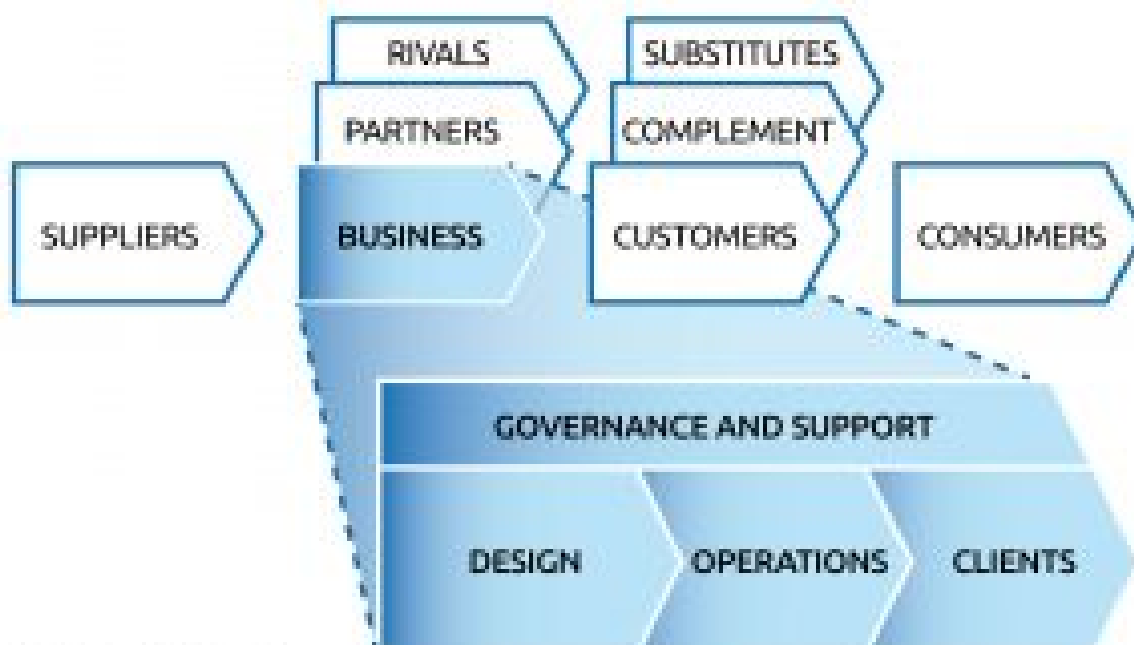 RIVALS
SUBSTITUTES
PARTNERS
COMPLEMENT
SUPPLIERS
BUSINESS
CUSTOMERS
CONSUMERS
GOVERNANCE AND SUPPORT
DESIGN
OPERATIONS
CLIENTS